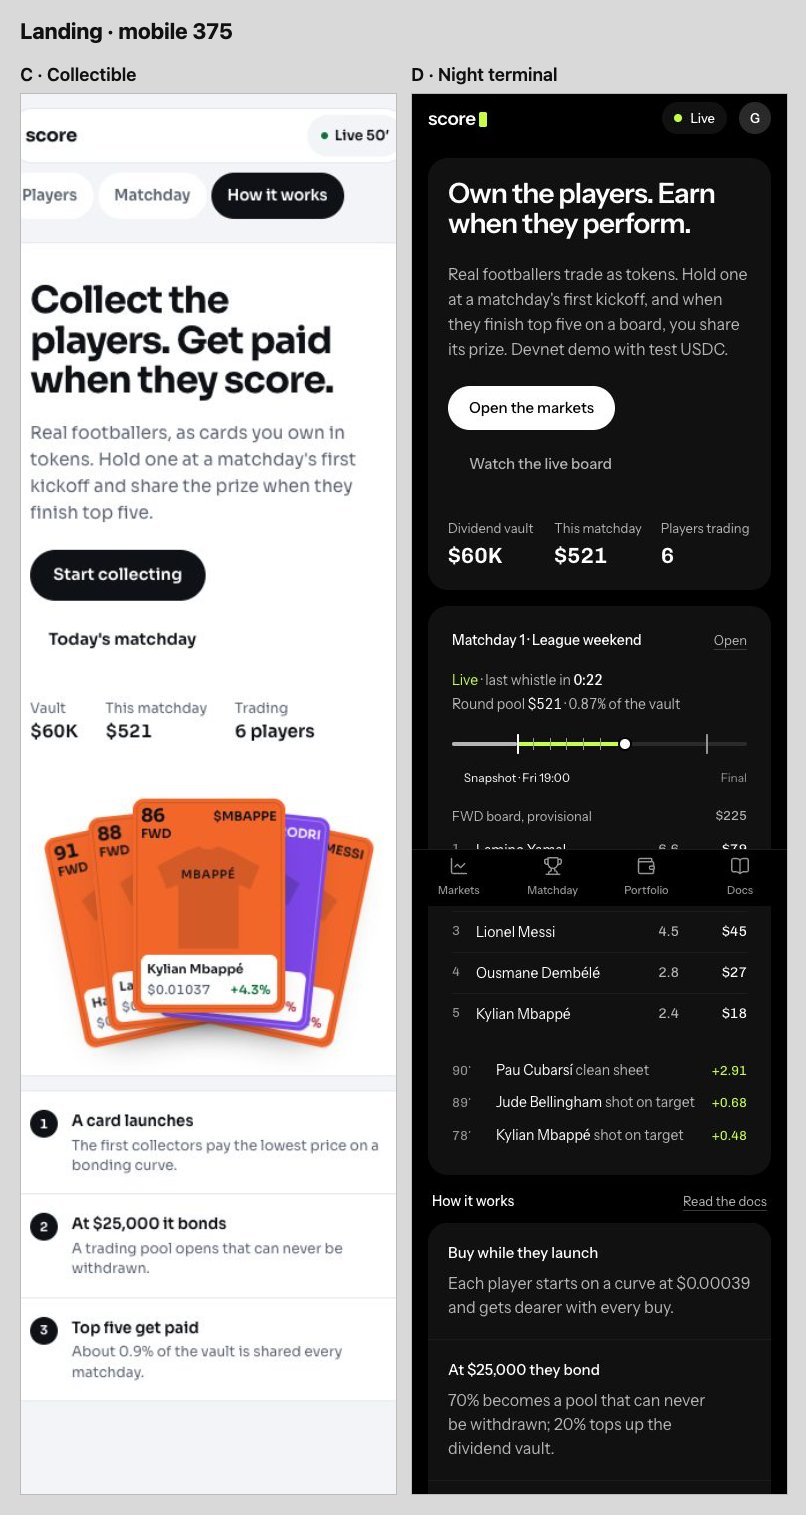 Landing · mobile 375
C · Collectible
score
Live 50'
Players
Matchday
How it works
Collect the
players. Get paid
when they score.
Real footballers, as cards you own in
tokens. Hold one at a matchday's first
kickoff and share the prize when they
finish top five.
Start collecting
Today's matchday
Vault
This matchday
Trading
$60K
$521
6 players
91
FWD
88
FWD
86
FWD
$MBAPPE
ODRI
MESSI
MBAPPÉ
Kylian Mbappé
$0.01037
+4.3%
Ha
La
%
%
1
A card launches
The first collectors pay the lowest price on a
bonding curve.
2
At $25,000 it bonds
A trading pool opens that can never be
withdrawn.
3
Top five get paid
About 0.9% of the vault is shared every
matchday.
D · Night terminal
score
Live
G
Own the players. Earn
when they perform.
Real footballers trade as tokens. Hold one
at a matchday's first kickoff, and when
they finish top five on a board, you share
its prize. Devnet demo with test USDC.
Open the markets
Watch the live board
Dividend vault
This matchday
Players trading
$60K
$521
6
Matchday 1 · League weekend
Open
Live · last whistle in 0:22
Round pool $521 · 0.87% of the vault
Snapshot · Fri 19:00
Final
FWD board, provisional
$225
Markets
Matchday
Portfolio
Docs
3 Lionel Messi 4.5 $45
4 Ousmane Dembélé 2.8 $27
5 Kylian Mbappé 2.4 $18
90' Pau Cubarsí clean sheet +2.91
89' Jude Bellingham shot on target +0.68
78' Kylian Mbappé shot on target +0.48
How it works
Read the docs
Buy while they launch
Each player starts on a curve at $0.00039
and gets dearer with every buy.
At $25,000 they bond
70% becomes a pool that can never
be withdrawn; 20% tops up the
dividend vault.